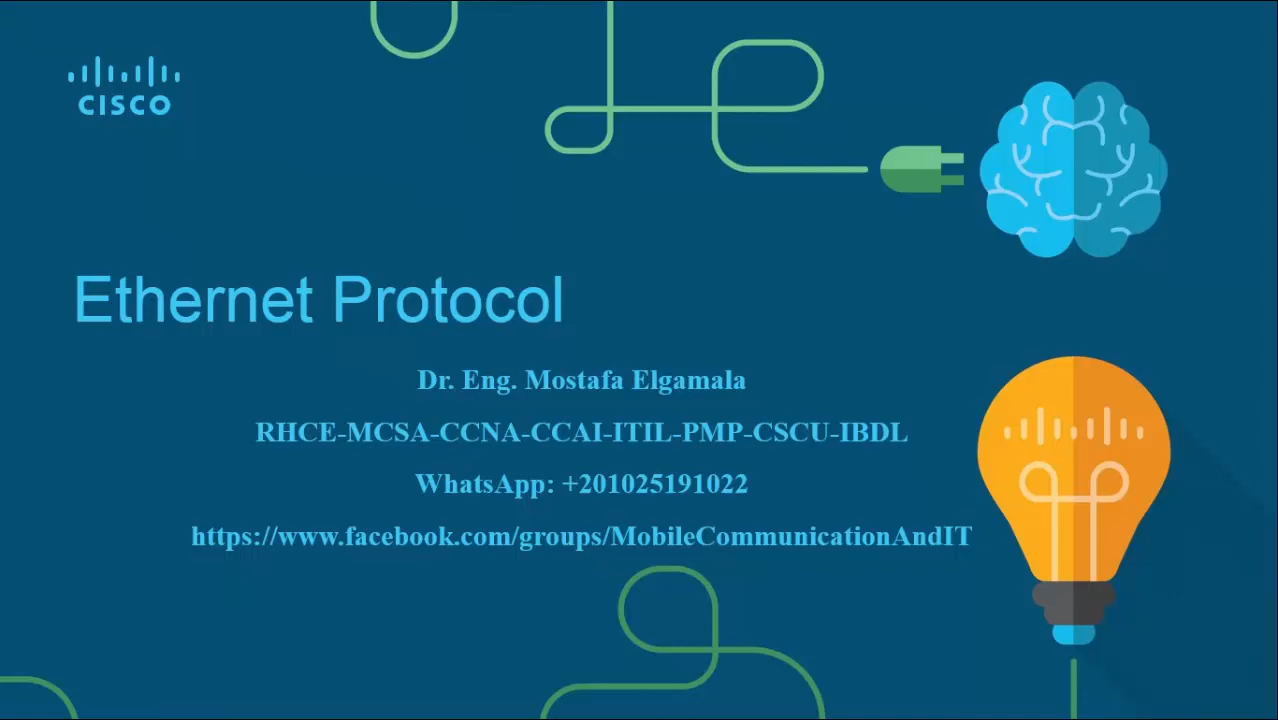 CISCO
Ethernet Protocol
Dr. Eng. Mostafa Elgamala
RHCE-MCSA-CCNA-CCAI-ITIL-PMP-CSCU-IBDL
WhatsApp: +201025191022
https://www.facebook.com/groups/MobileCommunicationAndIT